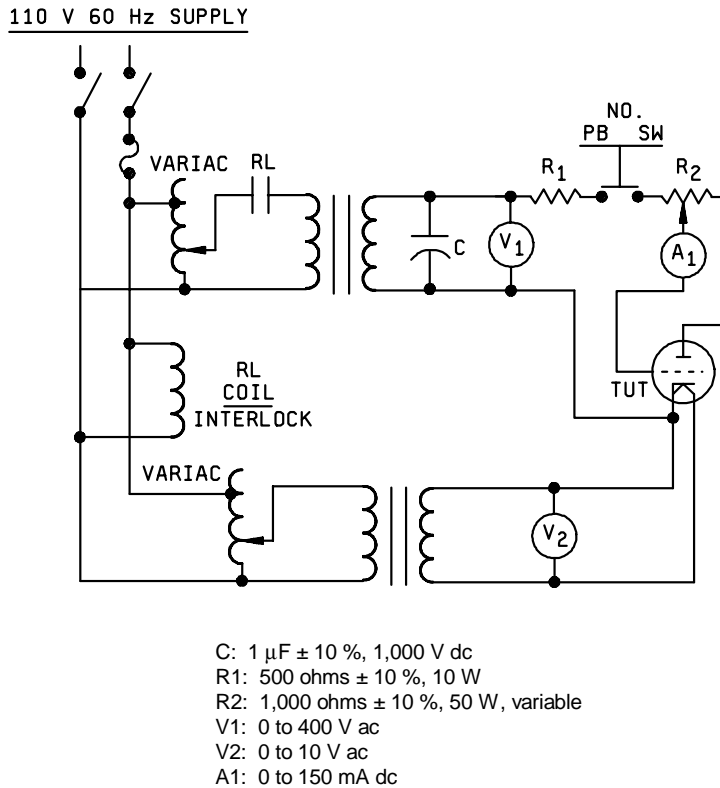 110 V 60 Hz SUPPLY
NO.
PB SW
VARIAC
RL
R1
R2
C
V1
A1
RL
COIL
INTERLOCK
TUT
VARIAC
V2
C: 1 μF ± 10 %, 1,000 V dc
R1: 500 ohms ± 10 %, 10 W
R2: 1,000 ohms ± 10 %, 50 W, variable
V1: 0 to 400 V ac
V2: 0 to 10 V ac
A1: 0 to 150 mA dc